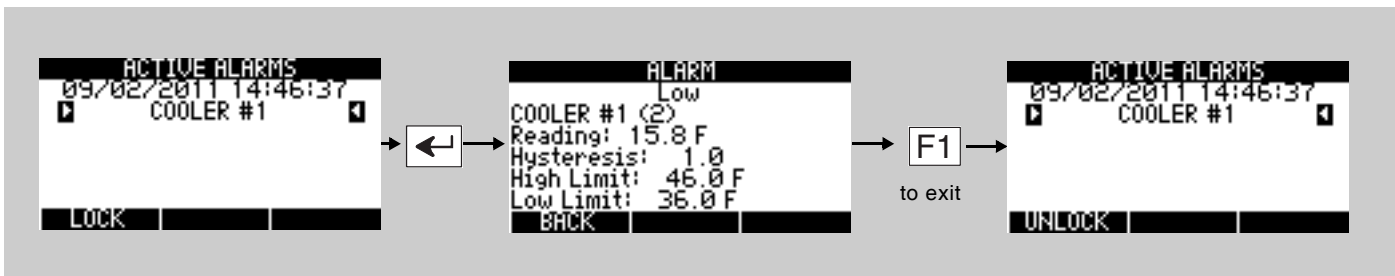 ACTIVE ALARMS
09/02/2011 14:46:37
COOLER #1
LOCK
ALARM
Low
COOLER #1 (2)
Reading: 15.8 F
Hysteresis: 1.0
High Limit: 46.0 F
Low Limit: 36.0 F
BACK
F1
to exit
ACTIVE ALARMS
09/02/2011 14:46:37
COOLER #1
UNLOCK